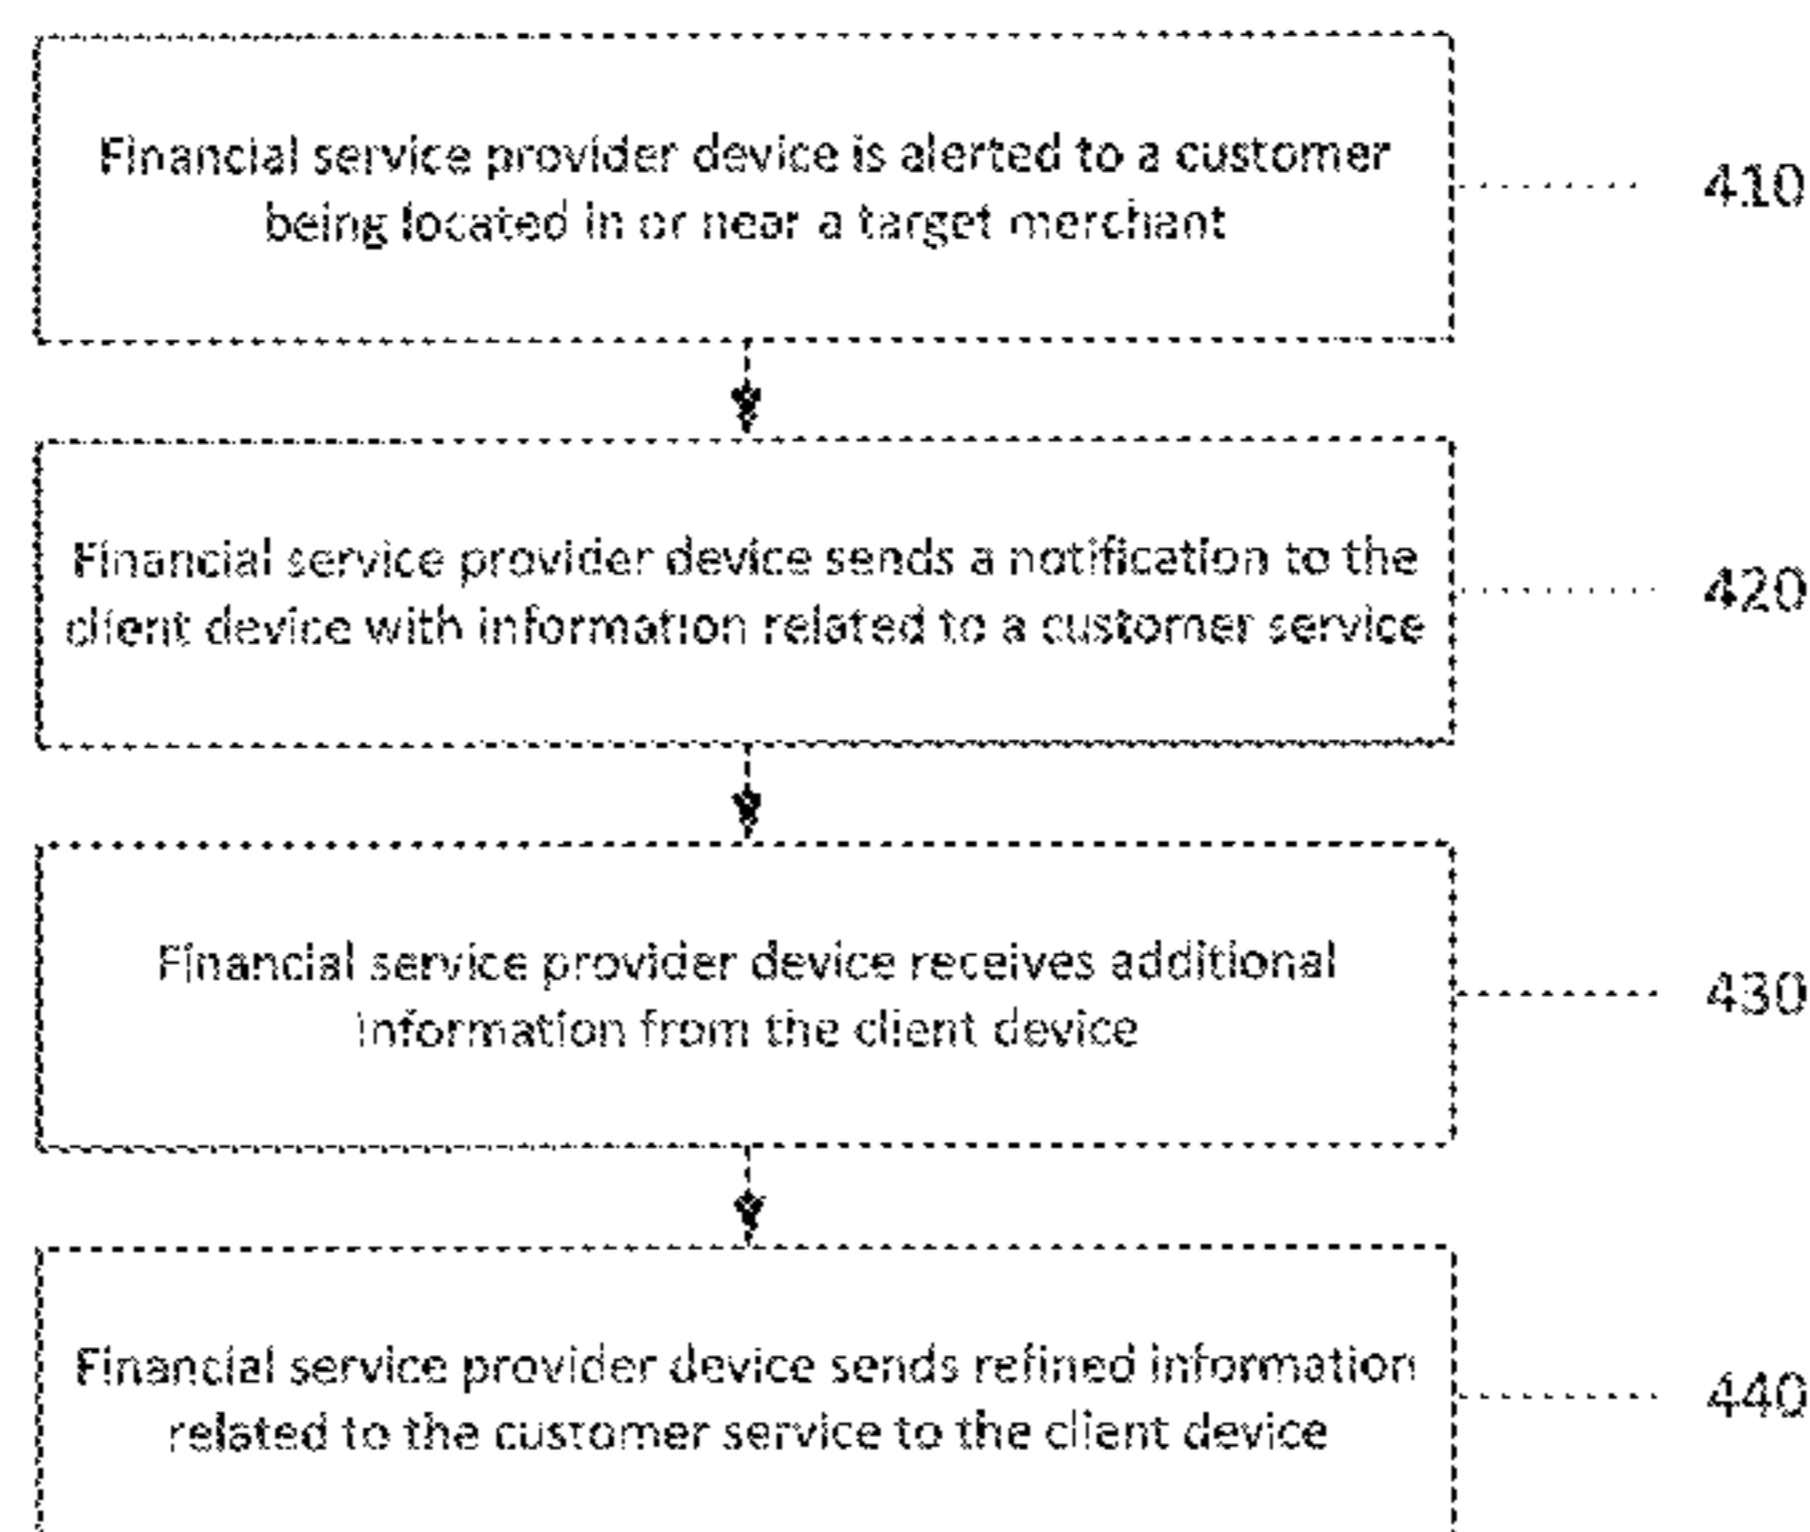 Financial service provider device is alerted to a customer
being located in or near a target merchant
410
Financial service provider device sends a notification to the
client device with information related to a customer service
420
Financial service provider device receives additional
information from the client device
430
Financial service provider device sends refined information
related to the customer service to the client device
440